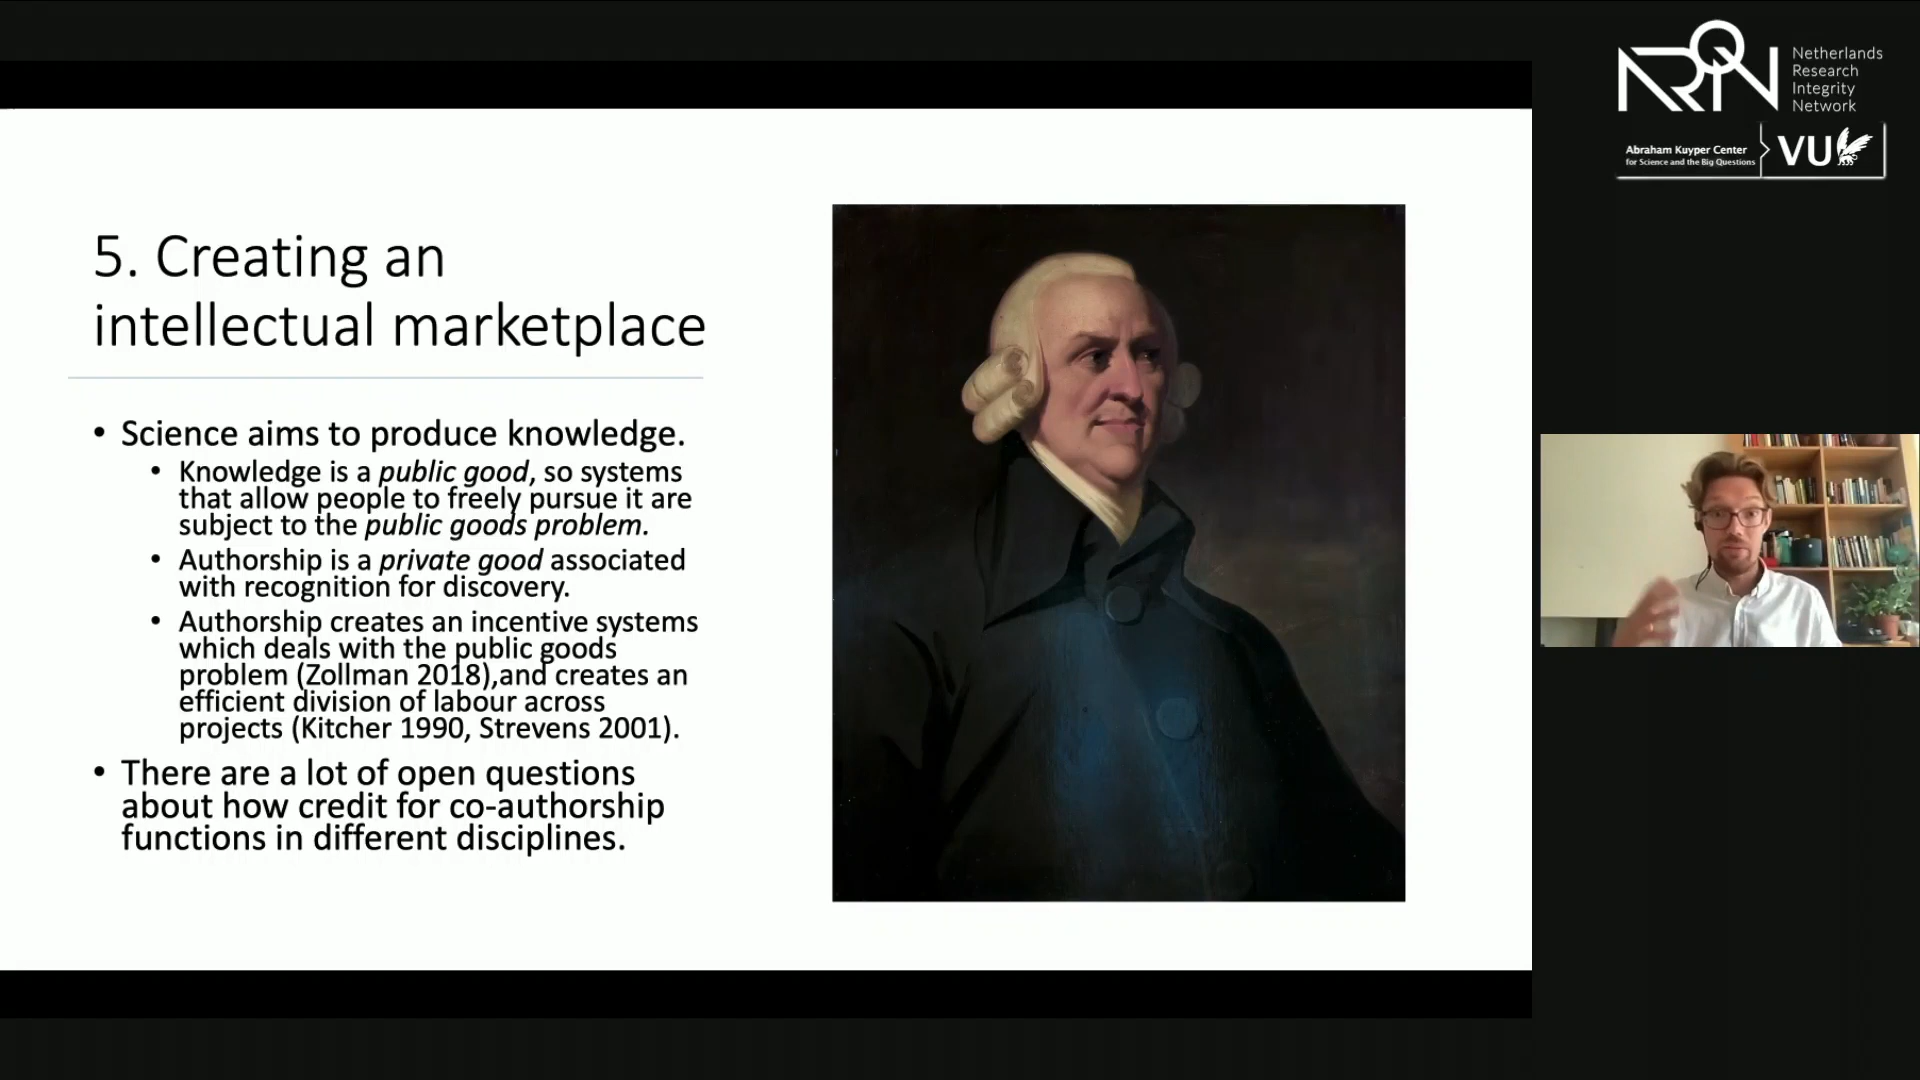 5. Creating an
intellectual marketplace
• Science aims to produce knowledge.
• Knowledge is a public good, so systems
that allow people to freely pursue it are
subject to the public goods problem.
• Authorship is a private good associated
with recognition for discovery.
• Authorship creates an incentive systems
which deals with the public goods
problem (Zollman 2018),and creates an
efficient division of labour across
projects (Kitcher 1990, Strevens 2001).
• There are a lot of open questions
about how credit for co-authorship
functions in different disciplines.
NRIN
Netherlands
Research
Integrity
Network
Abraham Kuyper Center
for Science and the Big Questions
VU